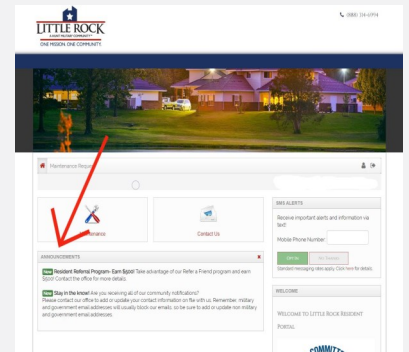 LITTLE ROCK
A HUNT MILITARY COMMUNITY
ONE MISSION. ONE COMMUNITY.
Maintenance Request
Contact Us
ANNOUNCEMENTS
New Resident Referral Program- Earn $500! Take advantage of our Refer a Friend program and earn
$500! Contact the office for more details.
New Stay in the know! Are you receiving all of our community notifications?
Please contact our office to add or update your contact information on file with us. Remember, military
and government email addresses will usually block our emails, so be sure to add or update non military
and government email addresses.
SMS ALERTS
Receive important alerts and information via
text!
Mobile Phone Number:
Opt In
Standard messaging rates apply. Click here for details.
WELCOME
WELCOME TO LITTLE ROCK RESIDENT
PORTAL
COMMITTED